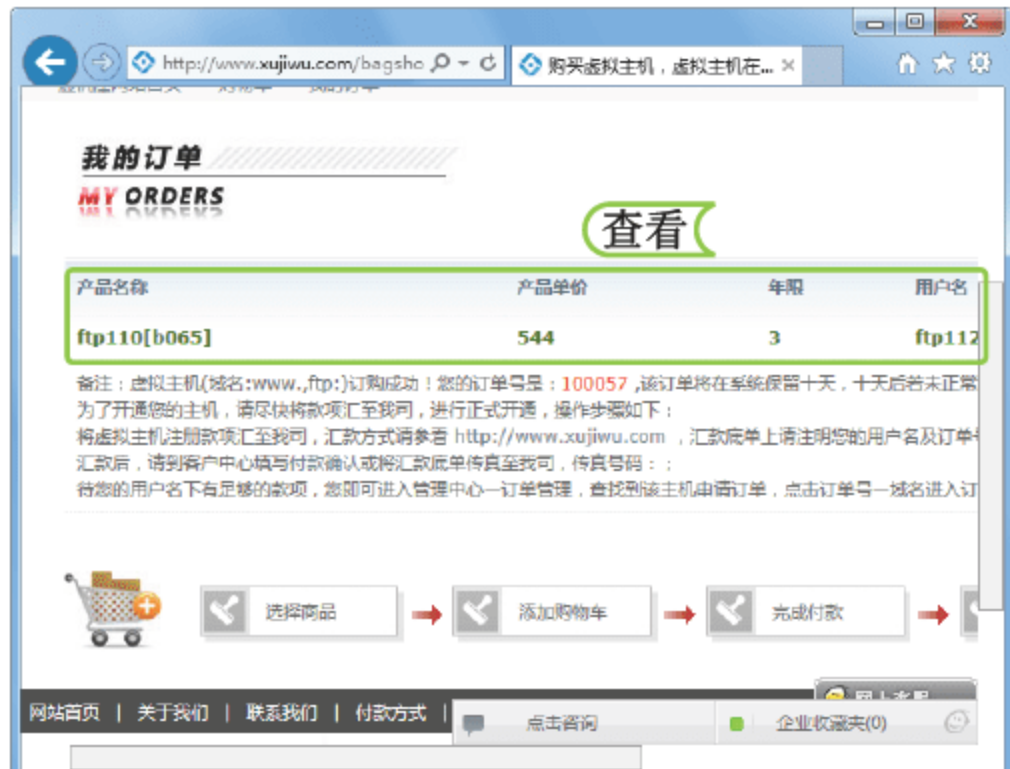 http://www.xujiwu.com/bagsho
购买虚拟主机，虚拟主机在...
我的订单
MY ORDERS
查看
产品名称 产品单价 年限 用户名
ftp110[b065] 544 3 ftp112
备注：虚拟主机(域名:www.,ftp:)订购成功！您的订单号是：100057 ,该订单将在系统保留十天，十天后若未正常
为了开通您的主机，请尽快将款项汇至我司，进行正式开通，操作步骤如下：
将虚拟主机注册款项汇至我司，汇款方式请参看 http://www.xujiwu.com ，汇款底单上请注明您的用户名及订单
汇款后，请到客户中心填写付款确认或将汇款底单传真至我司，传真号码：；
待您的用户名下有足够的款项，您即可进入管理中心—订单管理，查找到该主机申请订单，点击订单号—域名进入订
选择商品 添加购物车 完成付款
网站首页 | 关于我们 | 联系我们 | 付款方式 |
点击咨询 企业收藏夹(0)